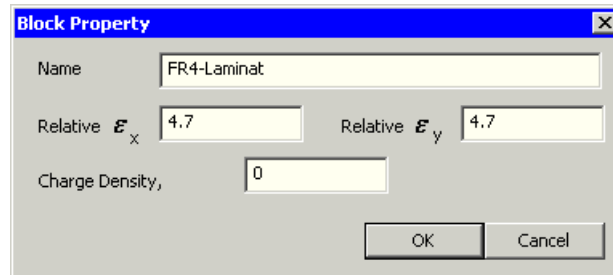 Block Property
Name FR4-Laminat
Relative ε x 4.7 Relative ε y 4.7
Charge Density, 0
OK Cancel